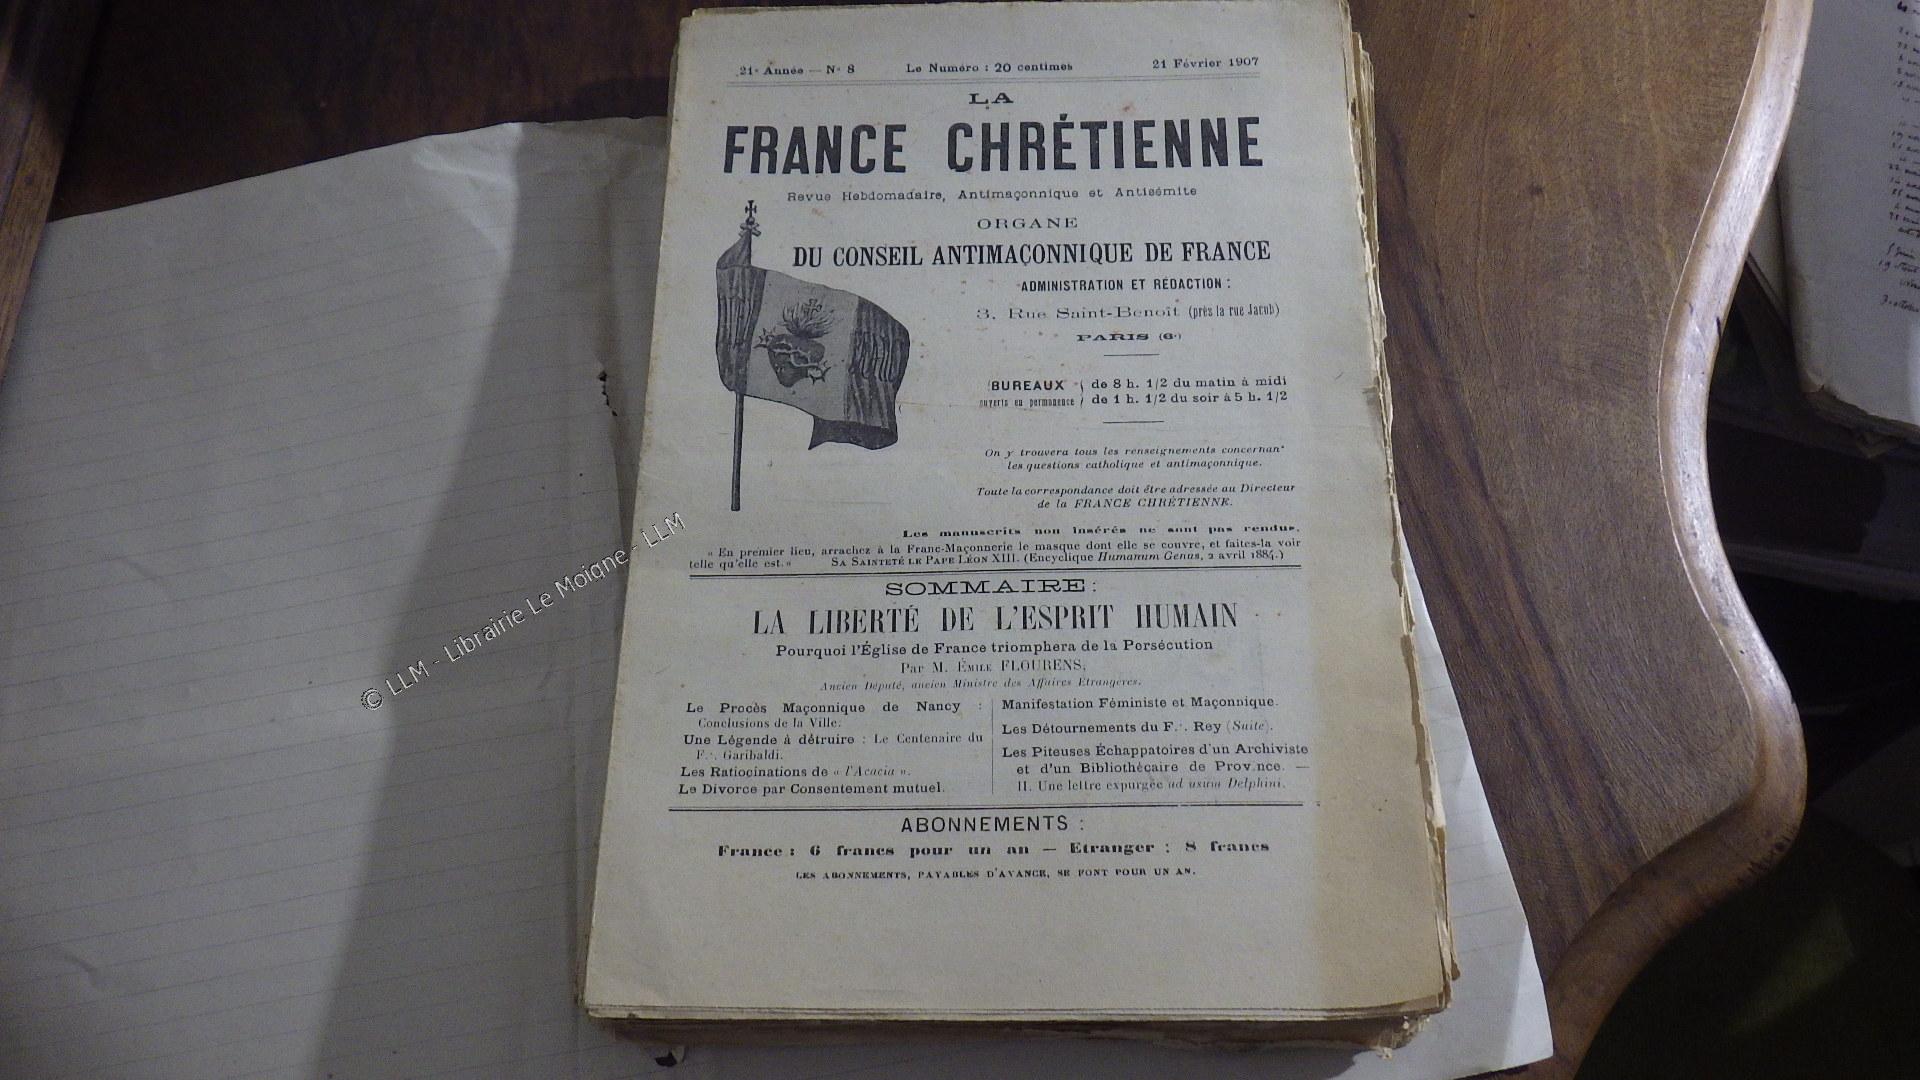 21e Année — No 8 Le Numéro : 20 centimes 21 Février 1907
LA
FRANCE CHRÉTIENNE
Revue Hebdomadaire, Antimaçonnique et Antisémite
ORGANE
DU CONSEIL ANTIMAÇONNIQUE DE FRANCE
ADMINISTRATION ET RÉDACTION :
3, Rue Saint-Benoît (près la rue Jacob)
PARIS (6e)
BUREAUX de 8 h. 1/2 du matin à midi
ouverts en permanence de 1 h. 1/2 du soir à 5 h. 1/2
On y trouvera tous les renseignements concernant
les questions catholique et antimaçonnique.
Toute la correspondance doit être adressée au Directeur
de la FRANCE CHRÉTIENNE.
Les manuscrits non insérés ne sont pas rendus.
« En premier lieu, arrachez à la Franc-Maçonnerie le masque dont elle se couvre, et faites-la voir
telle qu'elle est. » SA SAINTETÉ LE PAPE LÉON XIII. (Encyclique Humanum Genus, 2 avril 1884.)
SOMMAIRE :
LA LIBERTÉ DE L'ESPRIT HUMAIN
Pourquoi l'Église de France triomphera de la Persécution
Par M. ÉMILE FLOURENS,
Ancien Député, ancien Ministre des Affaires Étrangères.
Le Procès Maçonnique de Nancy :
Conclusions de la Ville.
Une Légende à détruire : Le Centenaire du
F∴ Garibaldi.
Les Ratiocinations de « l'Acacia ».
Le Divorce par Consentement mutuel.
Manifestation Féministe et Maçonnique.
Les Détournements du F∴ Rey (Suite).
Les Piteuses Échappatoires d'un Archiviste
et d'un Bibliothécaire de Prov.nce. —
II. Une lettre expurgée ad usum Delphini.
ABONNEMENTS :
France : 6 francs pour un an — Etranger : 8 francs
LES ABONNEMENTS, PAYABLES D'AVANCE, SE FONT POUR UN AN.
© LLM - Librairie Le Moigne - LLM